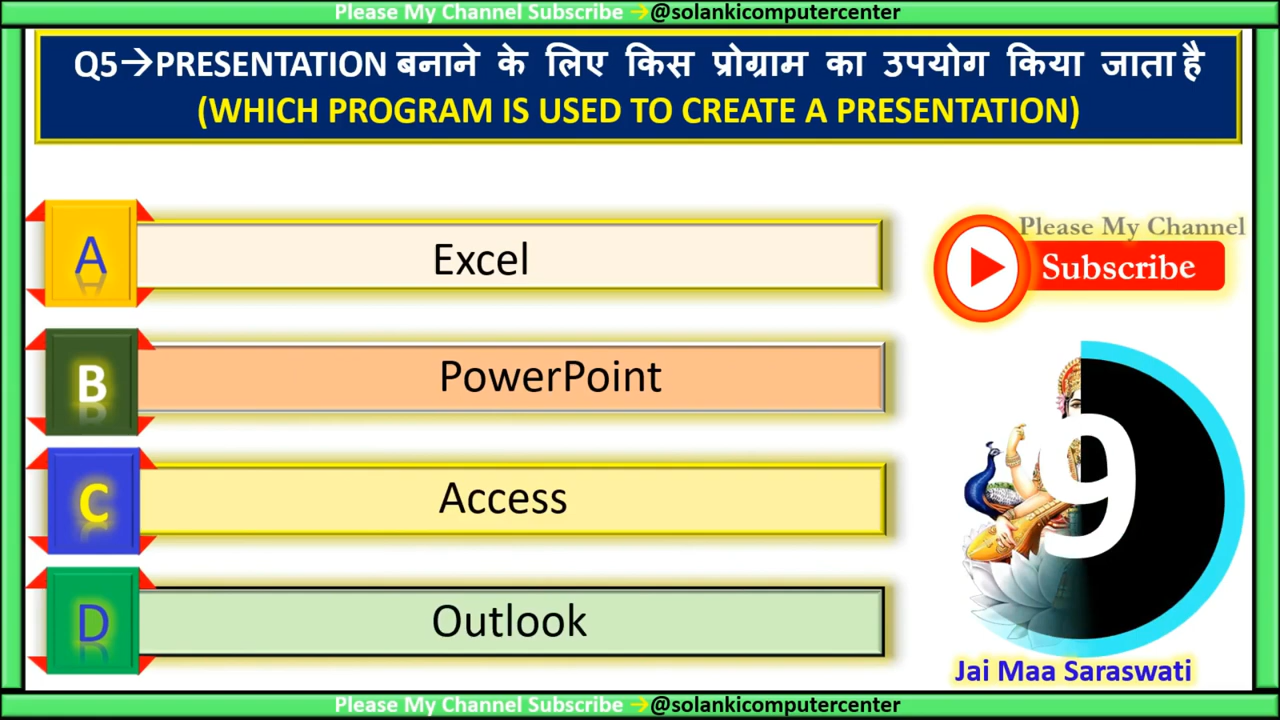 Please My Channel Subscribe →@solankicomputercenter
Q5→PRESENTATION बनाने के लिए किस प्रोग्राम का उपयोग किया जाता है
(WHICH PROGRAM IS USED TO CREATE A PRESENTATION)
A Excel
Please My Channel
Subscribe
B PowerPoint
9
C Access
D Outlook
Jai Maa Saraswati
Please My Channel Subscribe →@solankicomputercenter